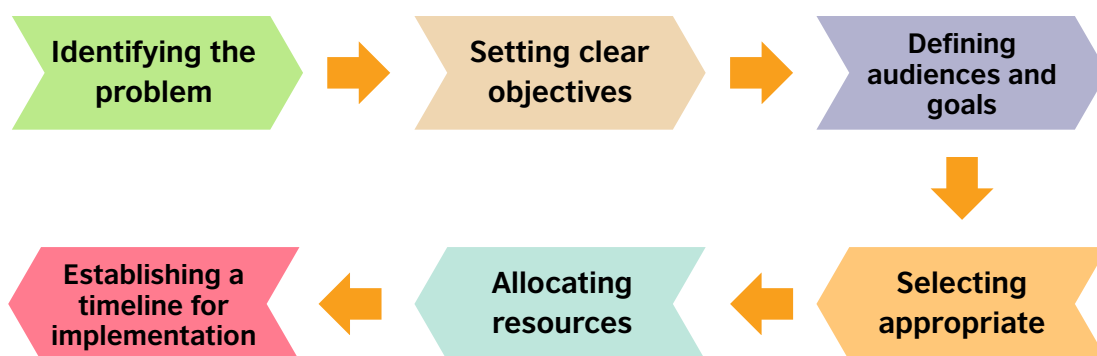 Identifying the
problem
Setting clear
objectives
Defining
audiences and
goals
Selecting
appropriate
Allocating
resources
Establishing a
timeline for
implementation